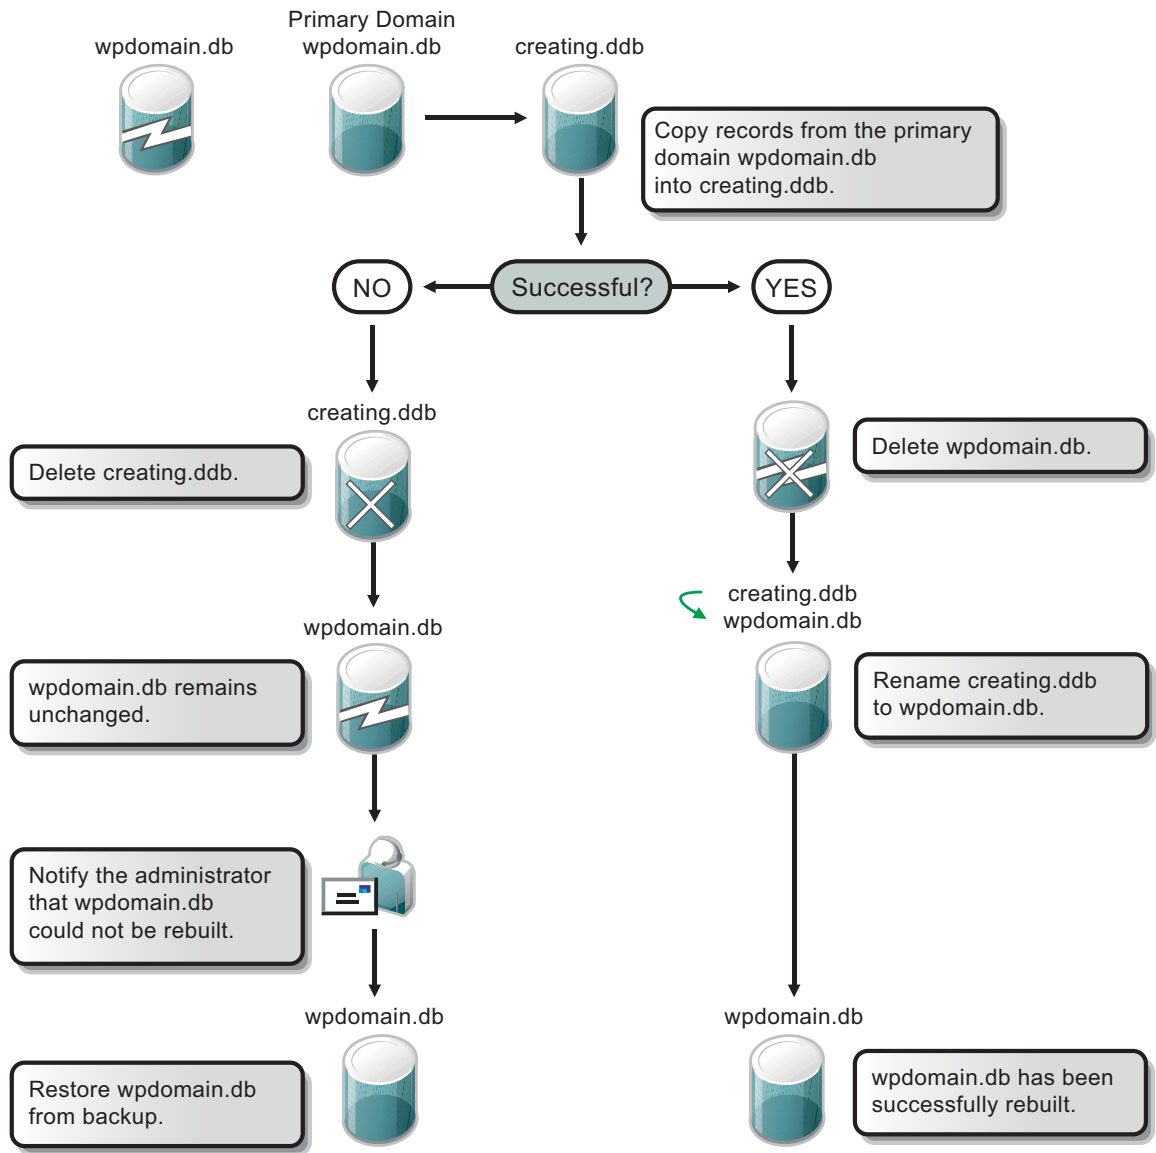 Primary Domain
wpdomain.db
wpdomain.db
creating.ddb
Copy records from the primary
domain wpdomain.db
into creating.ddb.
NO
Successful?
YES
creating.ddb
Delete creating.ddb.
Delete wpdomain.db.
creating.ddb
wpdomain.db
wpdomain.db
wpdomain.db remains
unchanged.
Rename creating.ddb
to wpdomain.db.
Notify the administrator
that wpdomain.db
could not be rebuilt.
wpdomain.db
wpdomain.db
Restore wpdomain.db
from backup.
wpdomain.db has been
successfully rebuilt.